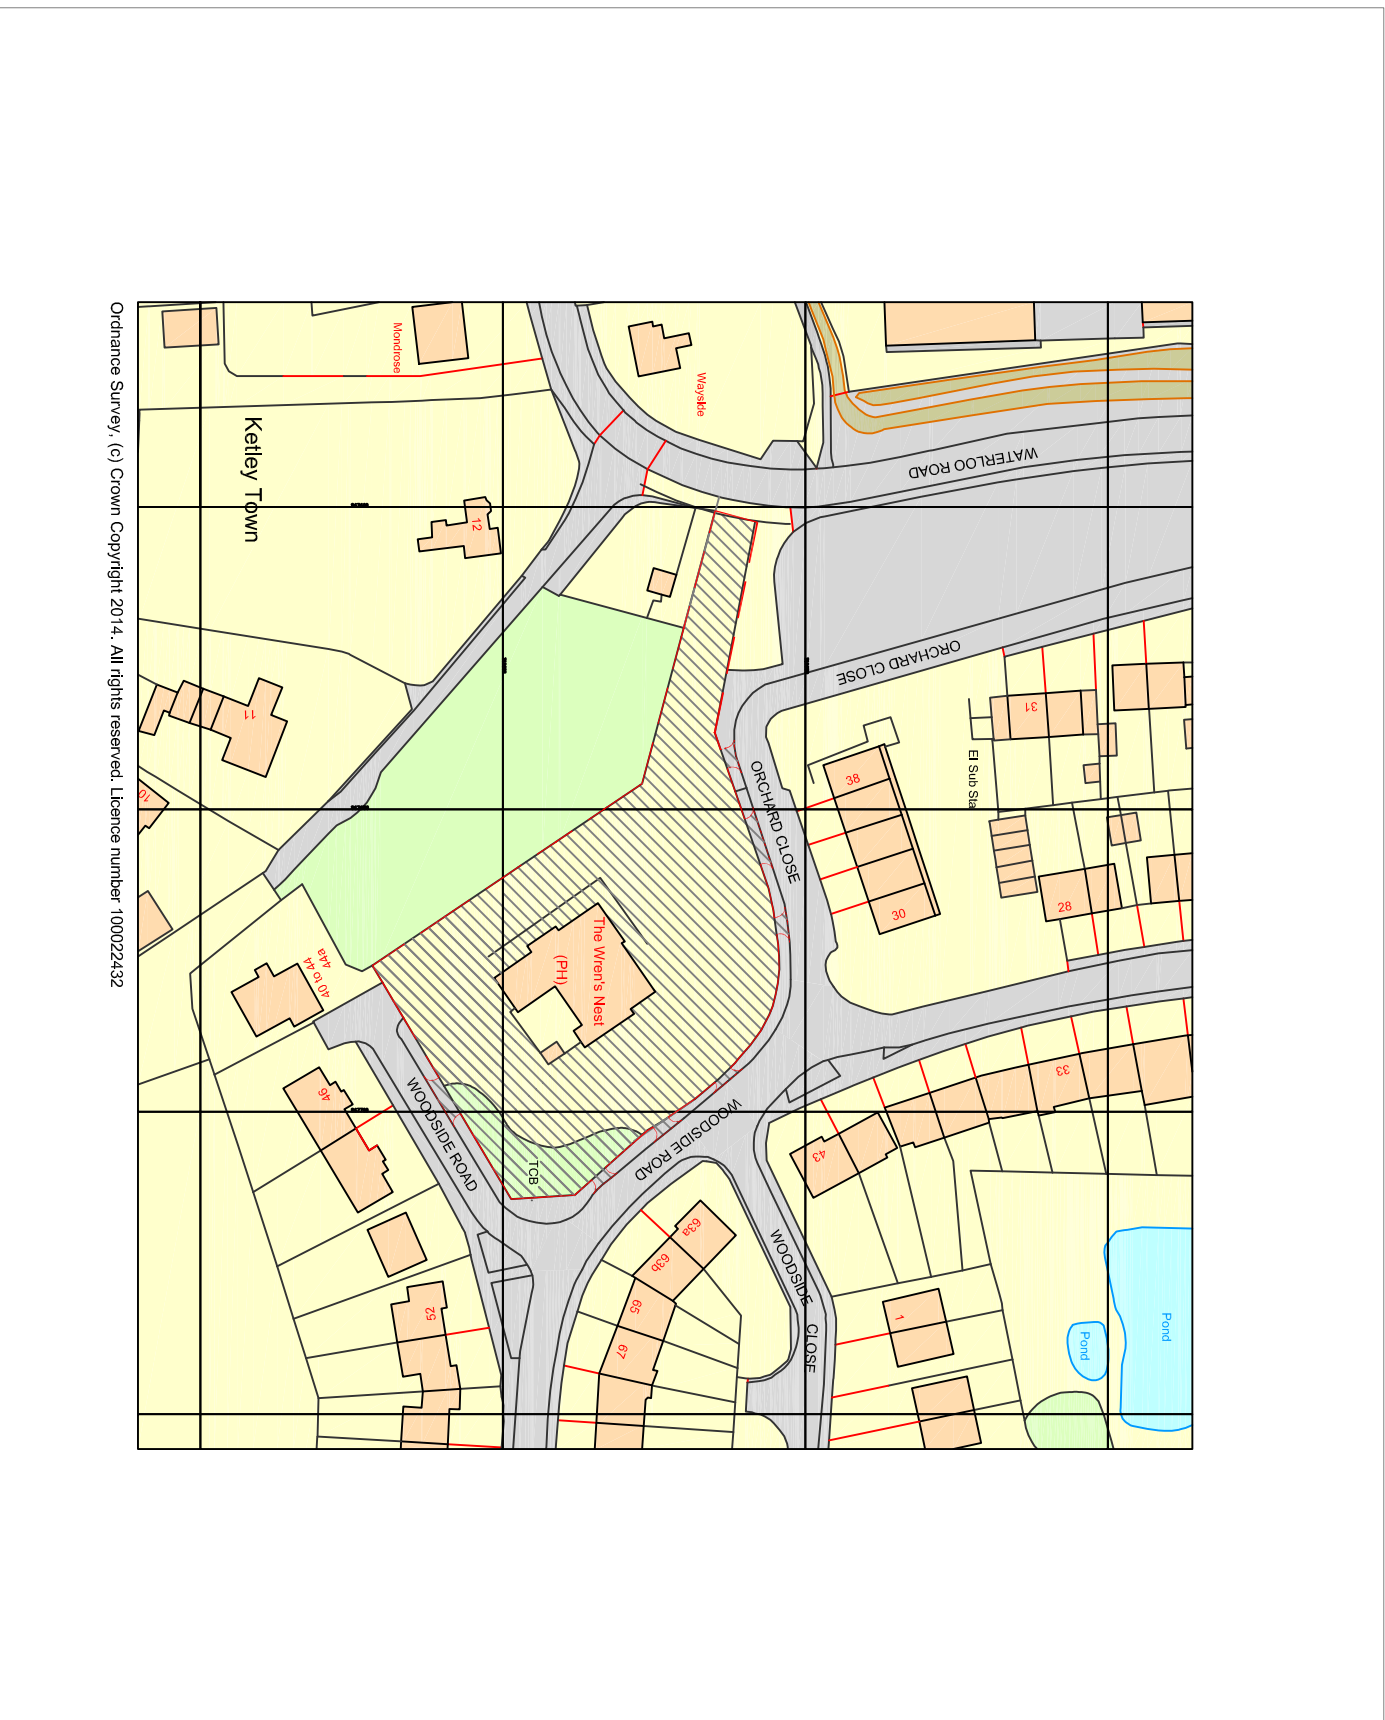 Mondrose
Wayside
WATERLOO ROAD
Ketley Town
12
ORCHARD CLOSE
11
31
El Sub Sta
38
ORCHARD CLOSE
10
30
28
The Wren's Nest
(PH)
40 to 44
44a
46
WOODSIDE ROAD
WOODSIDE ROAD
TCB
33
43
63a
63b
65
67
52
WOODSIDE CLOSE
1
Pond
Pond
Ordnance Survey, (c) Crown Copyright 2014. All rights reserved. Licence number 100022432